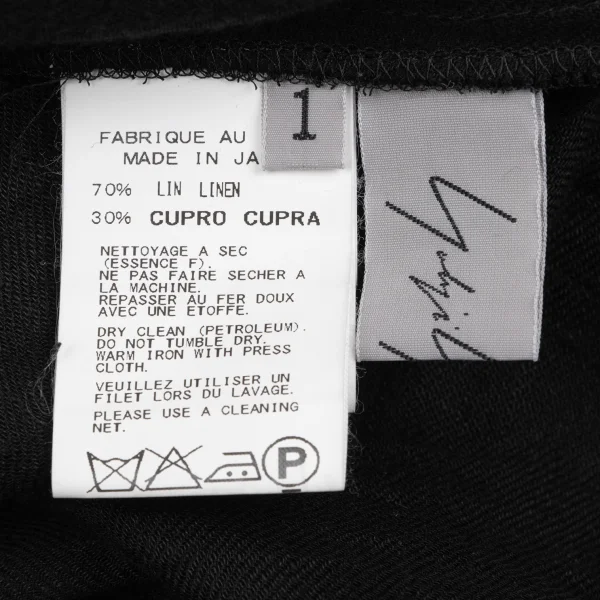 FABRIQUE AU
MADE IN JA
1
70% LIN LINEN
30% CUPRO CUPRA
NETTOYAGE A SEC
(ESSENCE F).
NE PAS FAIRE SECHER A
LA MACHINE.
REPASSER AU FER DOUX
AVEC UNE ETOFFE.
DRY CLEAN (PETROLEUM).
DO NOT TUMBLE DRY.
WARM IRON WITH PRESS
CLOTH.
VEUILLEZ UTILISER UN
FILET LORS DU LAVAGE.
PLEASE USE A CLEANING
NET.
P